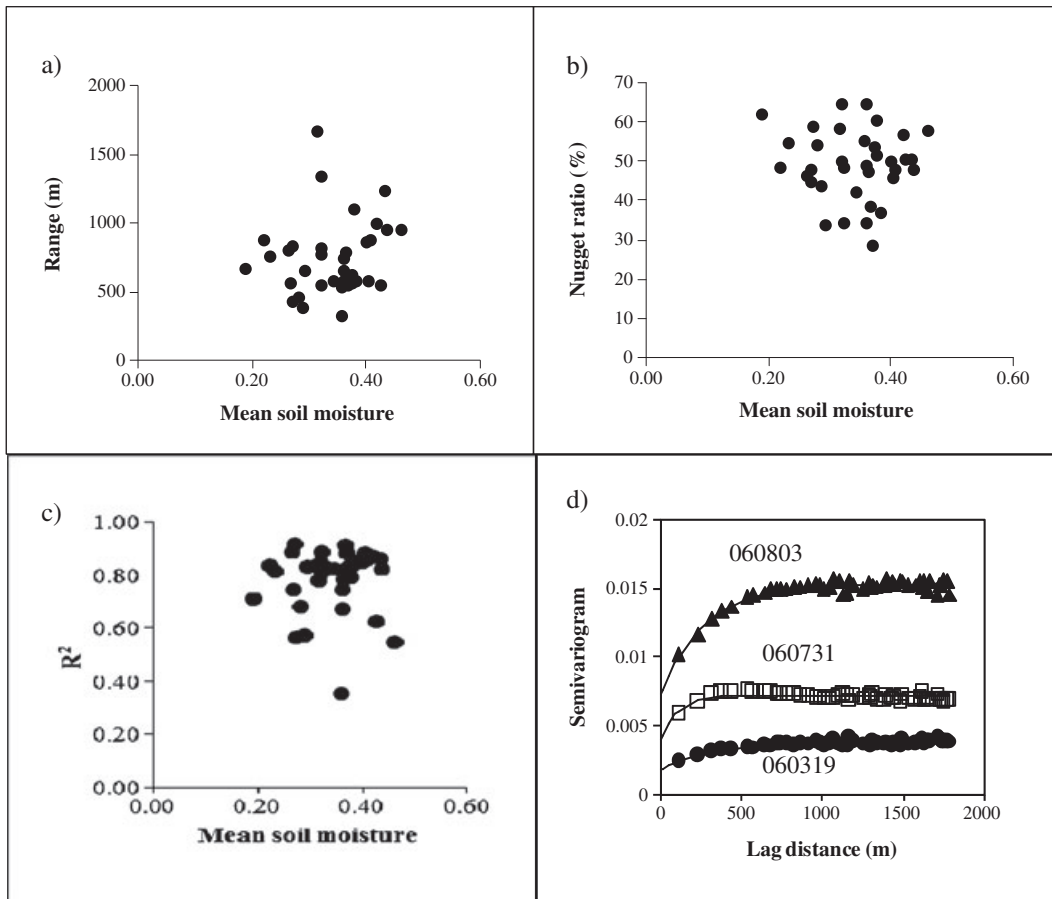 a)
2000
1500
1000
500
0
0.00 0.20 0.40 0.60
Range (m)
Mean soil moisture
b)
70
60
50
40
30
20
10
0
0.00 0.20 0.40 0.60
Nugget ratio (%)
Mean soil moisture
c)
1.00
0.80
0.60
0.40
0.20
0.00
0.00 0.20 0.40 0.60
R²
Mean soil moisture
d)
0.02
0.015
0.01
0.005
0
0 500 1000 1500 2000
Semivariogram
060803
060731
060319
Lag distance (m)